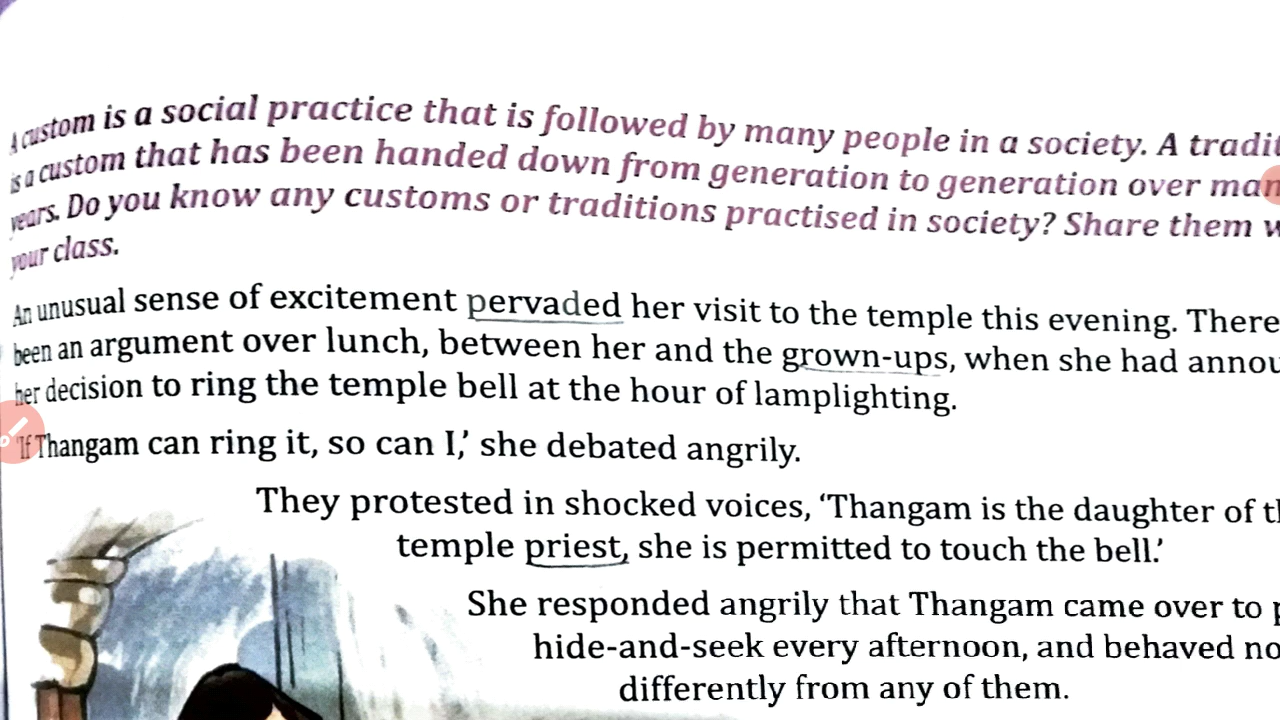 A custom is a social practice that is followed by many people in a society. A
is a custom that has been handed down from generation to generation over
years. Do you know any customs or traditions practised in society? Share them
your class.
An unusual sense of excitement pervaded her visit to the temple this evening. There
been an argument over lunch, between her and the grown-ups, when she had
her decision to ring the temple bell at the hour of lamplighting.
'If Thangam can ring it, so can I,' she debated angrily.
They protested in shocked voices, 'Thangam is the daughter of
temple priest, she is permitted to touch the bell.'
She responded angrily that Thangam came over to
hide-and-seek every afternoon, and behaved no
differently from any of them.